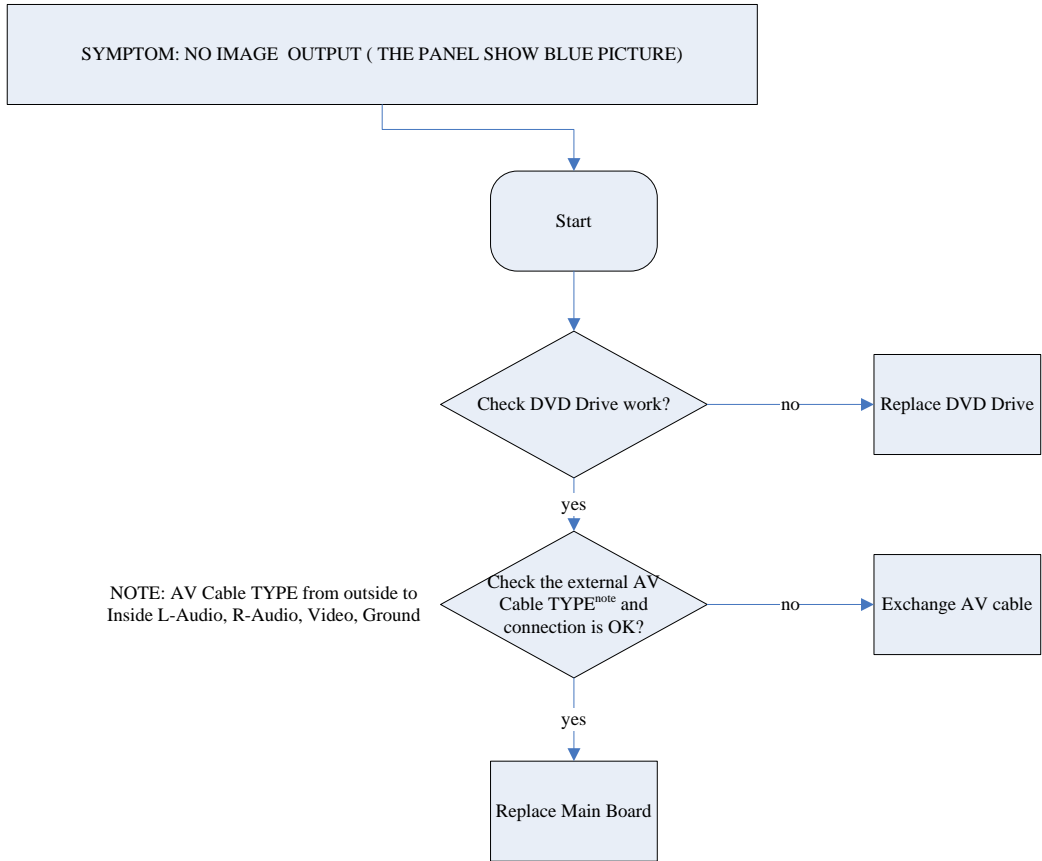 SYMPTOM: NO IMAGE OUTPUT ( THE PANEL SHOW BLUE PICTURE)
Start
Check DVD Drive work?
no
Replace DVD Drive
yes
NOTE: AV Cable TYPE from outside to
Inside L-Audio, R-Audio, Video, Ground
Check the external AV
Cable TYPEnote and
connection is OK?
no
Exchange AV cable
yes
Replace Main Board